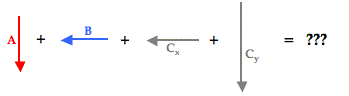 A + B + Cx + Cy = ???